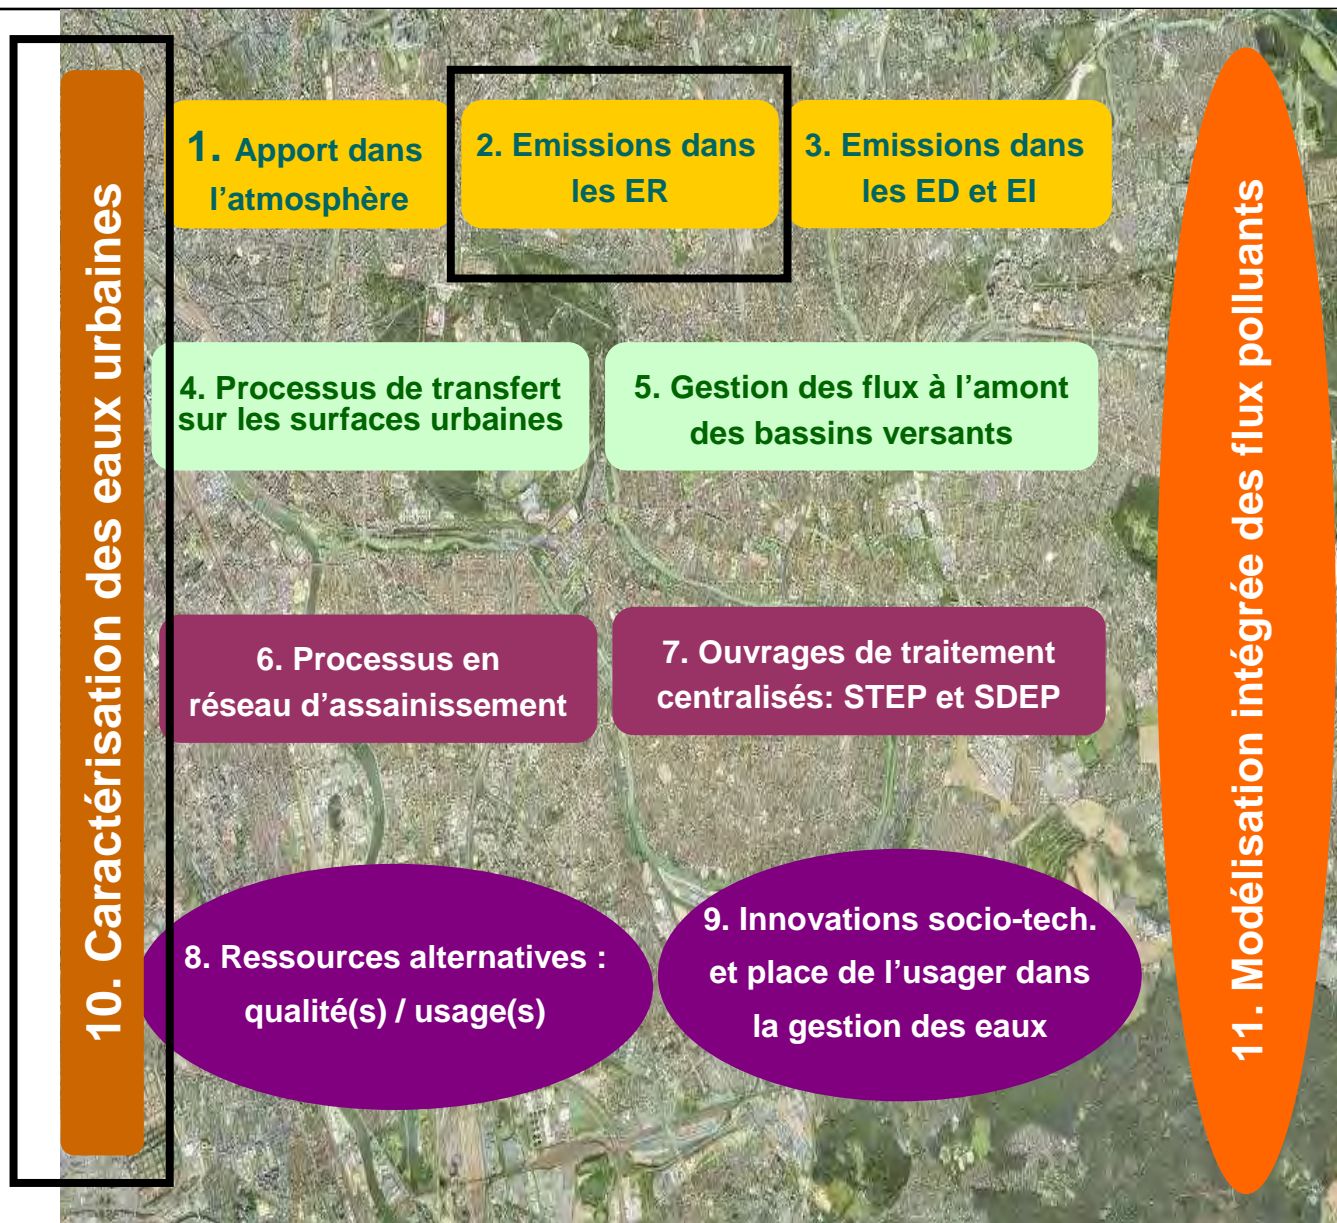 10. Caractérisation des eaux urbaines
1. Apport dans
l’atmosphère
2. Emissions dans
les ER
3. Emissions dans
les ED et EI
4. Processus de transfert
sur les surfaces urbaines
5. Gestion des flux à l’amont
des bassins versants
6. Processus en
réseau d’assainissement
7. Ouvrages de traitement
centralisés: STEP et SDEP
8. Ressources alternatives :
qualité(s) / usage(s)
9. Innovations socio-tech.
et place de l’usager dans
la gestion des eaux
11. Modélisation intégrée des flux polluants